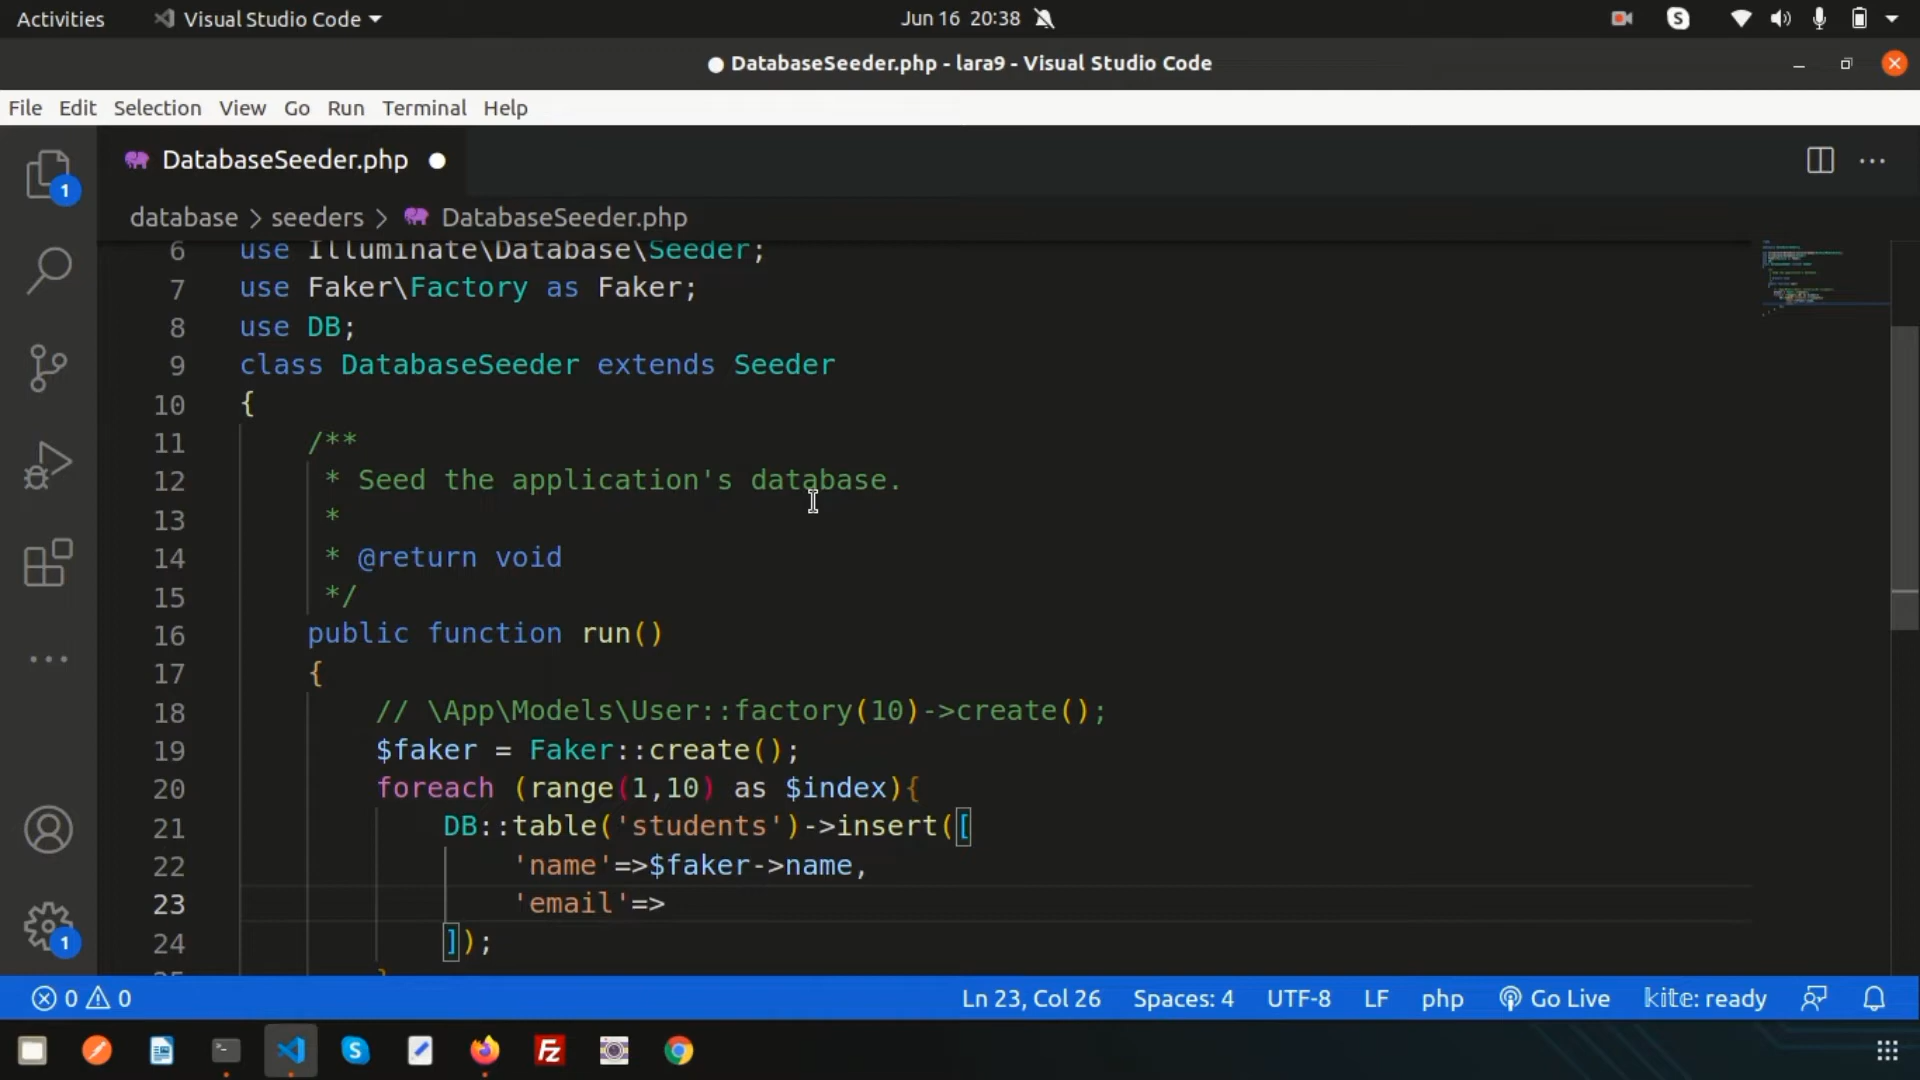 Activities Visual Studio Code Jun 16 20:38
DatabaseSeeder.php - lara9 - Visual Studio Code
File Edit Selection View Go Run Terminal Help
1 DatabaseSeeder.php
database > seeders > DatabaseSeeder.php
6 use Illuminate\Database\Seeder;
7 use Faker\Factory as Faker;
8 use DB;
9 class DatabaseSeeder extends Seeder
10 {
11 /**
12 * Seed the application's database.
13 *
14 * @return void
15 */
16 public function run()
17 {
18 // \App\Models\User::factory(10)->create();
19 $faker = Faker::create();
20 foreach (range(1,10) as $index){
21 DB::table('students')->insert([
22 'name'=>$faker->name,
23 'email'=>
24 ]);
25 }
1
0 0 Ln 23, Col 26 Spaces: 4 UTF-8 LF php Go Live kite: ready